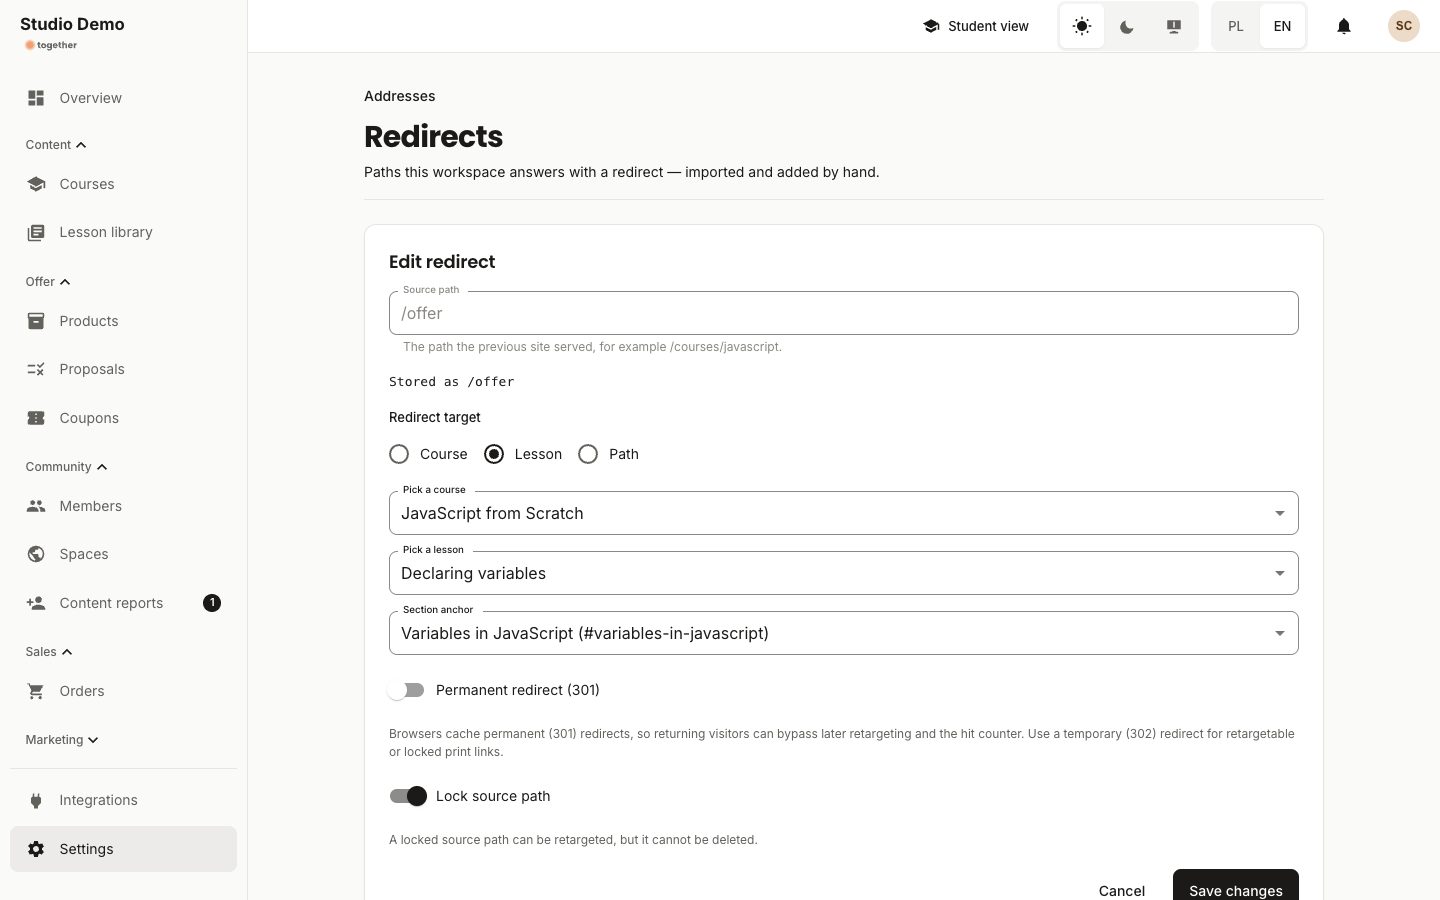 Studio Demo
together
Student view
PL
EN
SC
Overview
Content
Courses
Lesson library
Offer
Products
Proposals
Coupons
Community
Members
Spaces
Content reports
1
Sales
Orders
Marketing
Integrations
Settings
Addresses
Redirects
Paths this workspace answers with a redirect — imported and added by hand.
Edit redirect
Source path
/offer
The path the previous site served, for example /courses/javascript.
Stored as /offer
Redirect target
Course
Lesson
Path
Pick a course
JavaScript from Scratch
Pick a lesson
Declaring variables
Section anchor
Variables in JavaScript (#variables-in-javascript)
Permanent redirect (301)
Browsers cache permanent (301) redirects, so returning visitors can bypass later retargeting and the hit counter. Use a temporary (302) redirect for retargetable
or locked print links.
Lock source path
A locked source path can be retargeted, but it cannot be deleted.
Cancel
Save changes